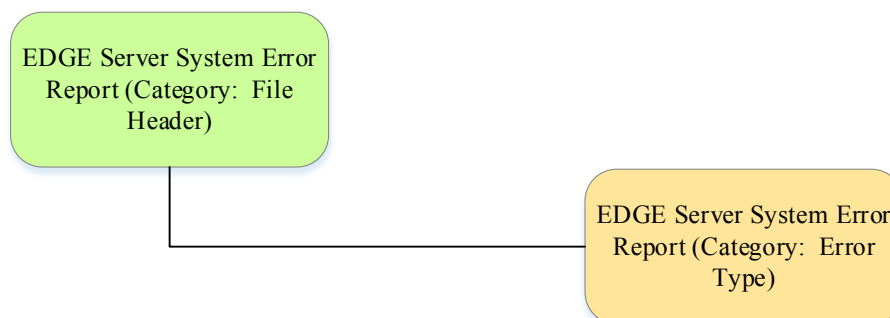 EDGE Server System Error
Report (Category:  File
Header)
EDGE Server System Error
Report (Category:  Error
Type)